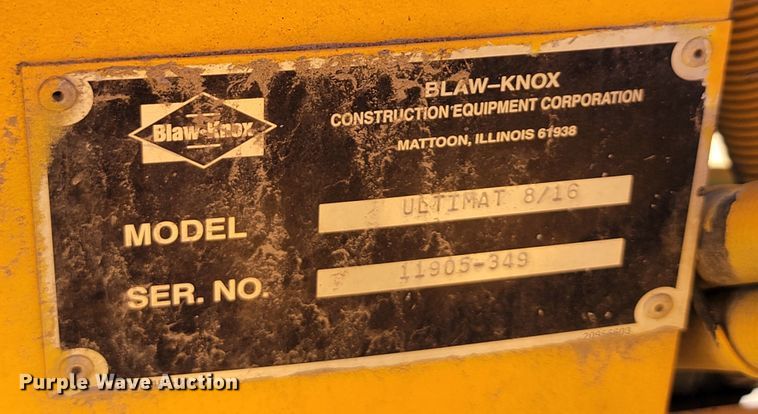 BLAW-KNOX
CONSTRUCTION EQUIPMENT CORPORATION
MATTOON, ILLINOIS 61938
Blaw-Knox
MODEL ULTIMAT 8/16
SER. NO. 11905-349
Purple Wave Auction